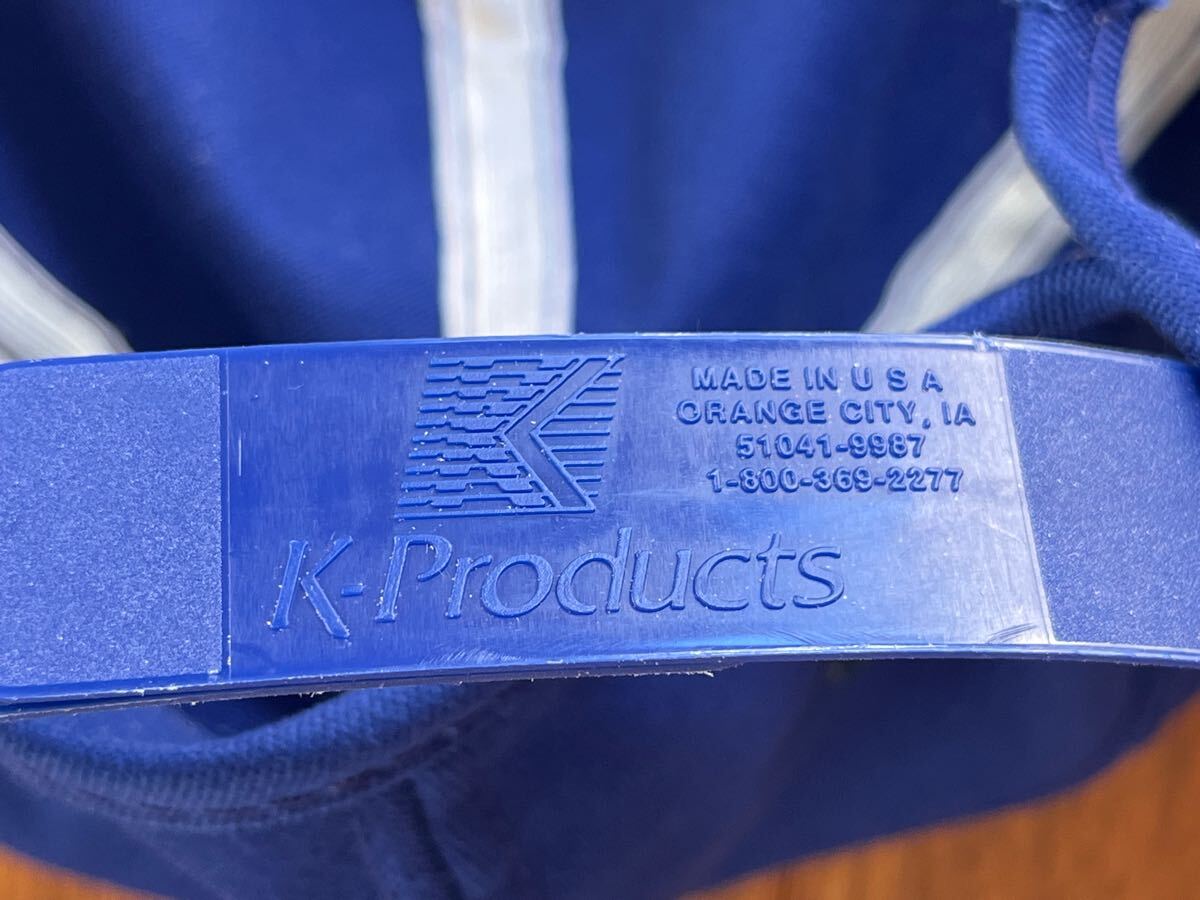 MADE IN U S A
ORANGE CITY, IA
51041-9987
1-800-369-2277
K-Products